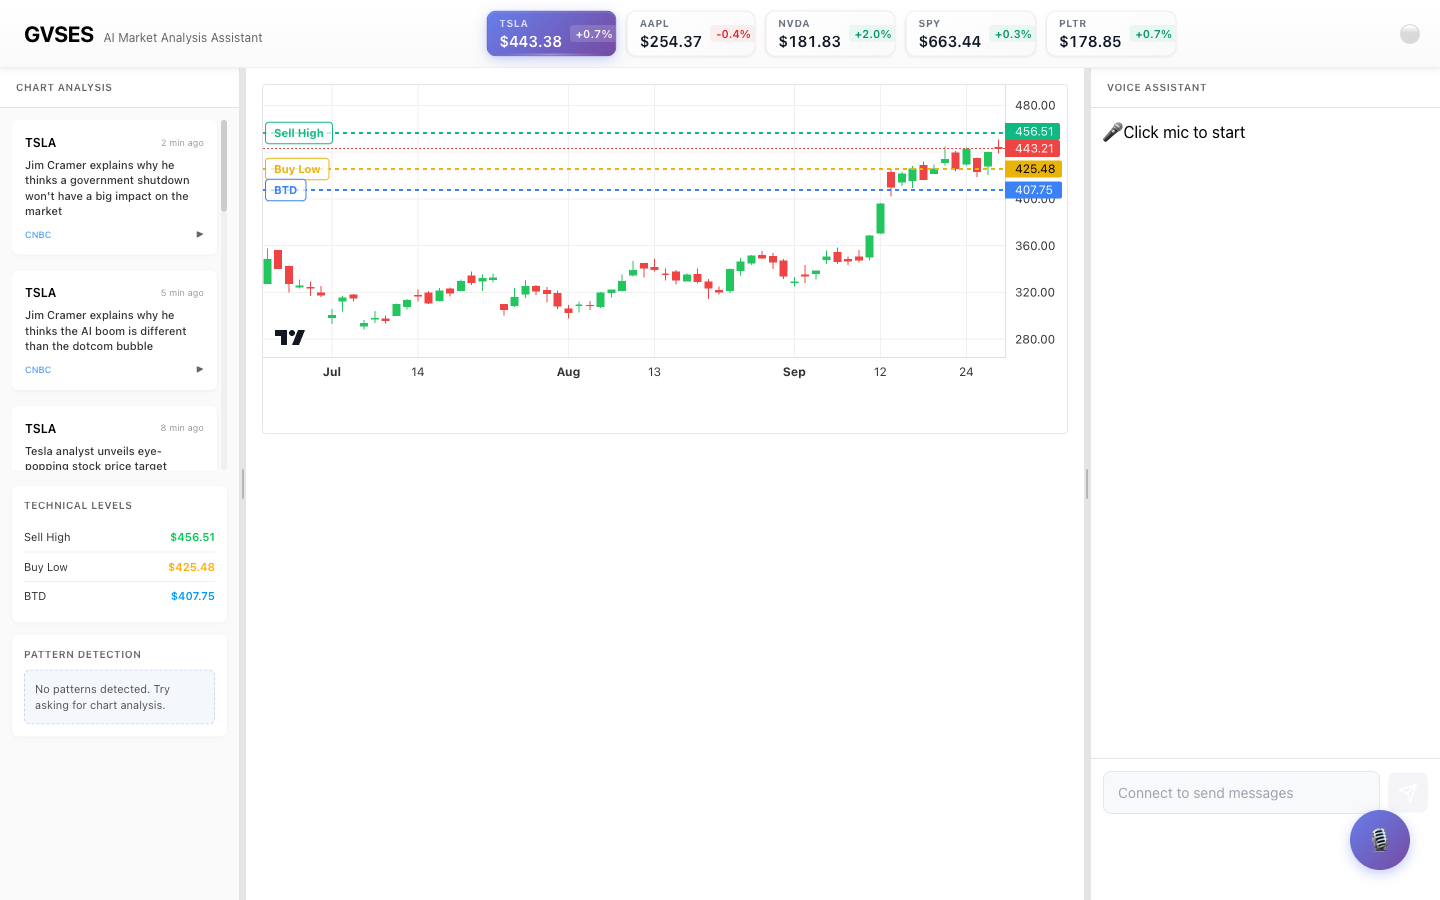 GVSES AI Market Analysis Assistant
TSLA
$443.38 +0.7%
AAPL
$254.37 -0.4%
NVDA
$181.83 +2.0%
SPY
$663.44 +0.3%
PLTR
$178.85 +0.7%
CHART ANALYSIS
TSLA 2 min ago
Jim Cramer explains why he
thinks a government shutdown
won't have a big impact on the
market
CNBC
TSLA 5 min ago
Jim Cramer explains why he
thinks the AI boom is different
than the dotcom bubble
CNBC
TSLA 8 min ago
Tesla analyst unveils eye-
popping stock price target
TECHNICAL LEVELS
Sell High $456.51
Buy Low $425.48
BTD $407.75
PATTERN DETECTION
No patterns detected. Try
asking for chart analysis.
Sell High
Buy Low
BTD
480.00
456.51
443.21
425.48
407.75
400.00
360.00
320.00
280.00
Jul 14 Aug 13 Sep 12 24
VOICE ASSISTANT
Click mic to start
Connect to send messages